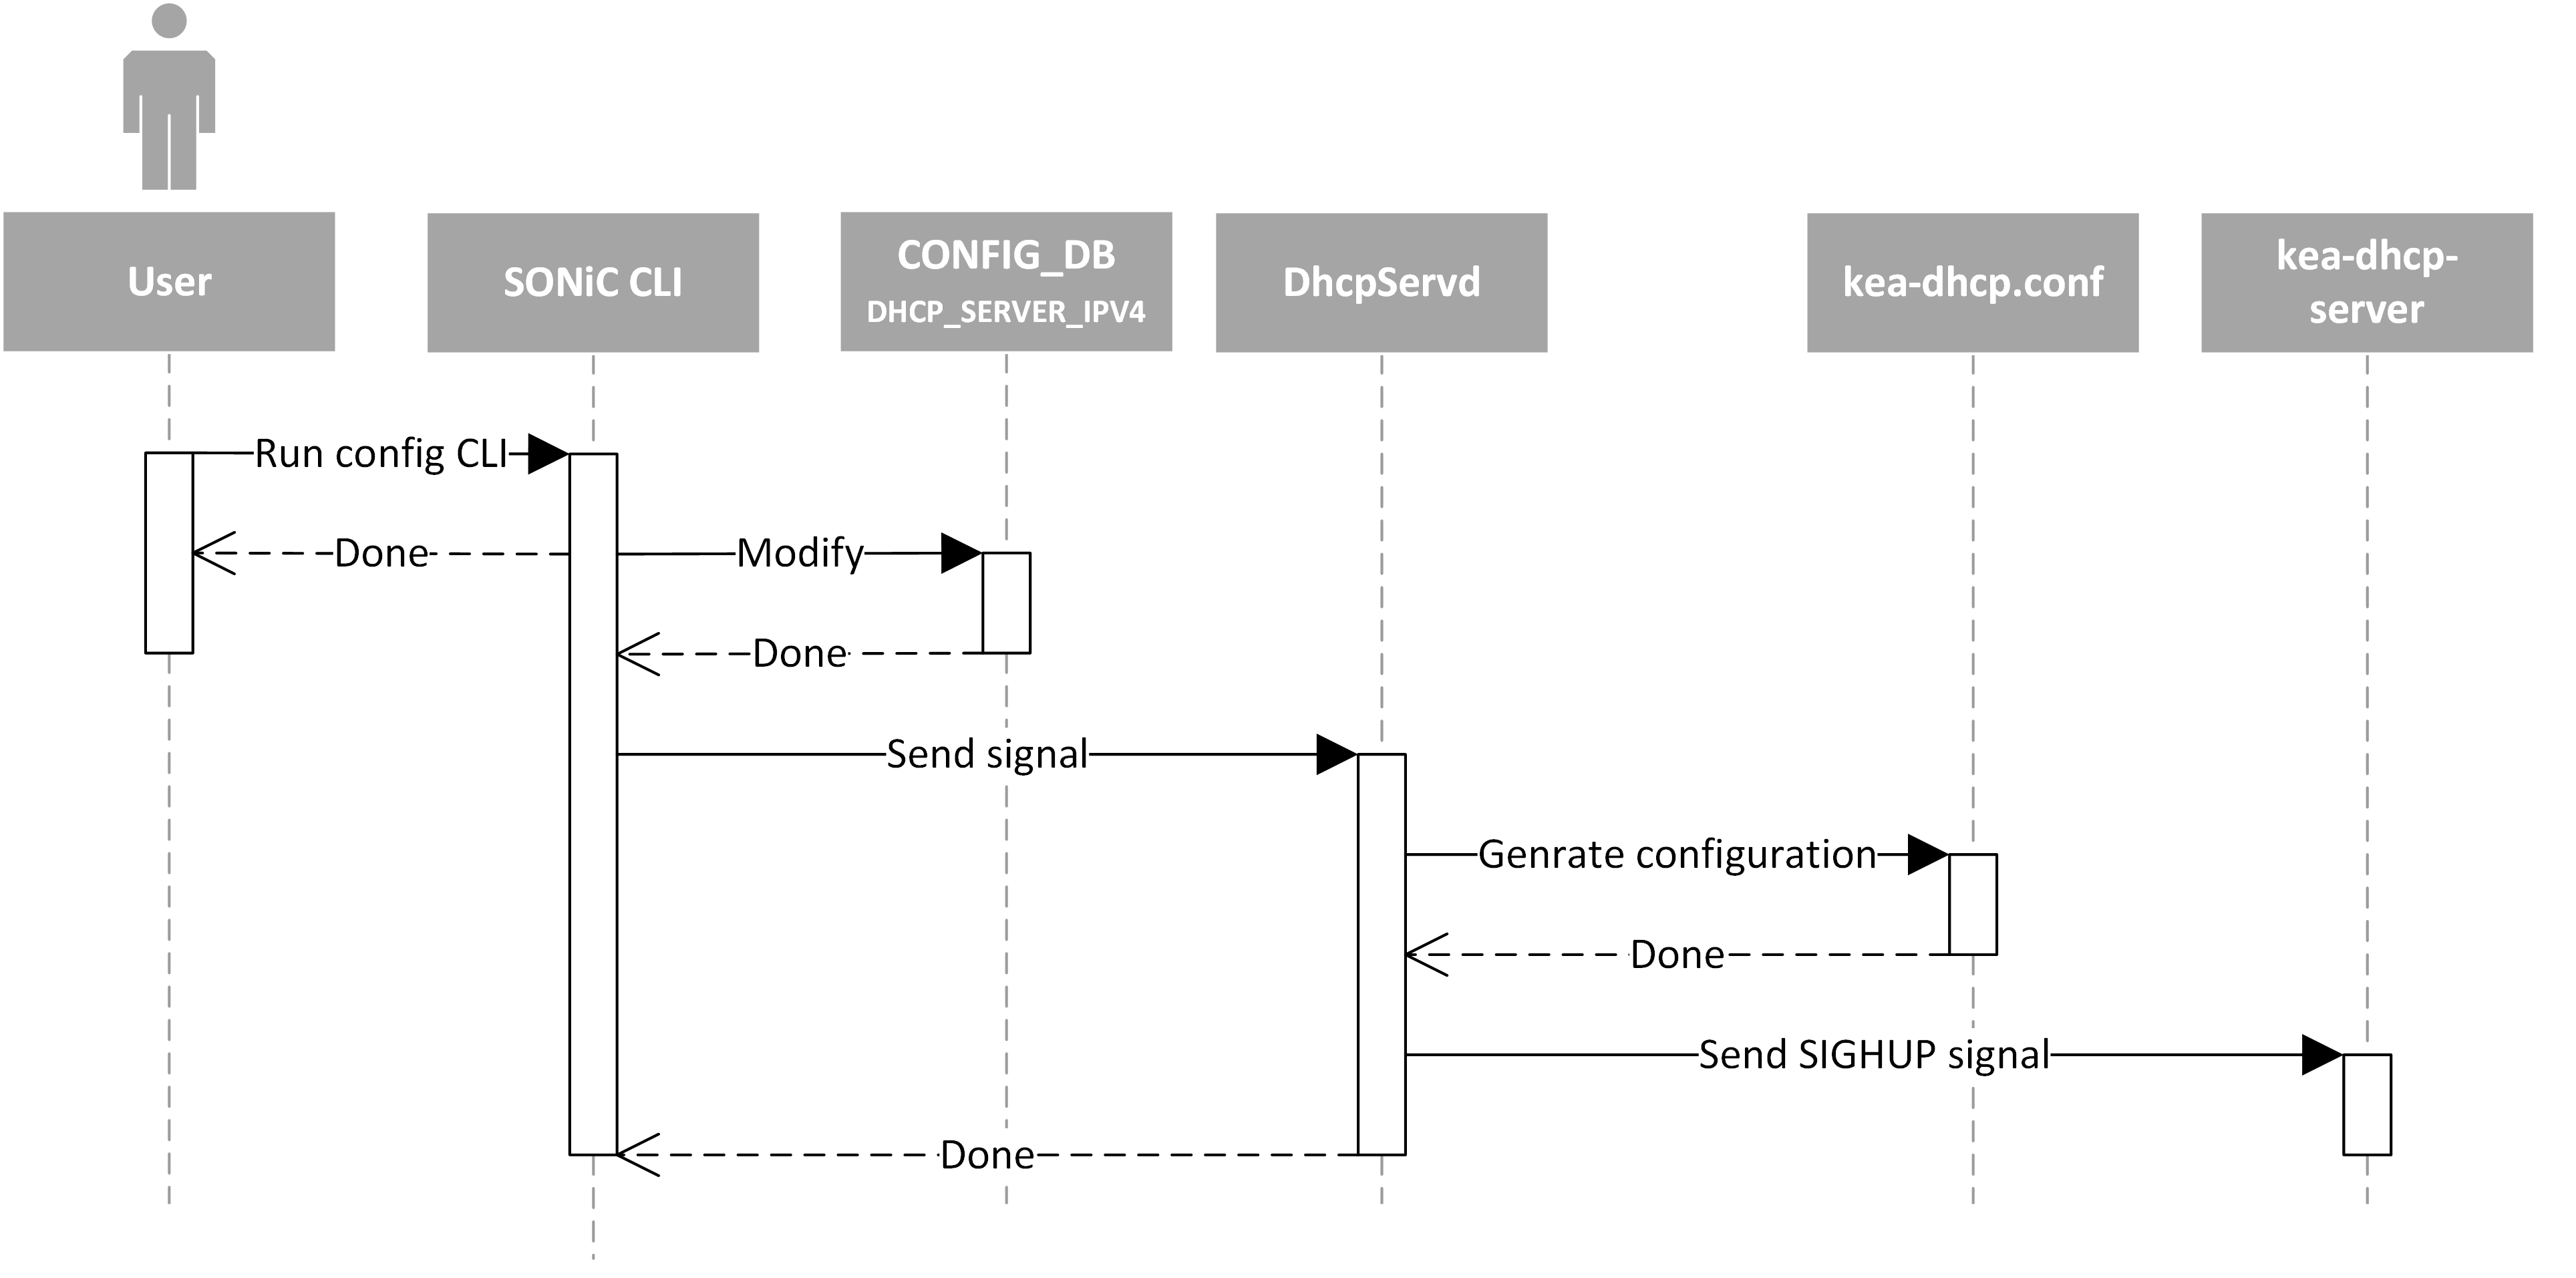 User
SONiC CLI
CONFIG_DB
DHCP_SERVER_IPV4
DhcpServd
kea-dhcp.conf
kea-dhcp-
server
Run config CLI
Done
Modify
Done
Send signal
Genrate configuration
Done
Send SIGHUP signal
Done